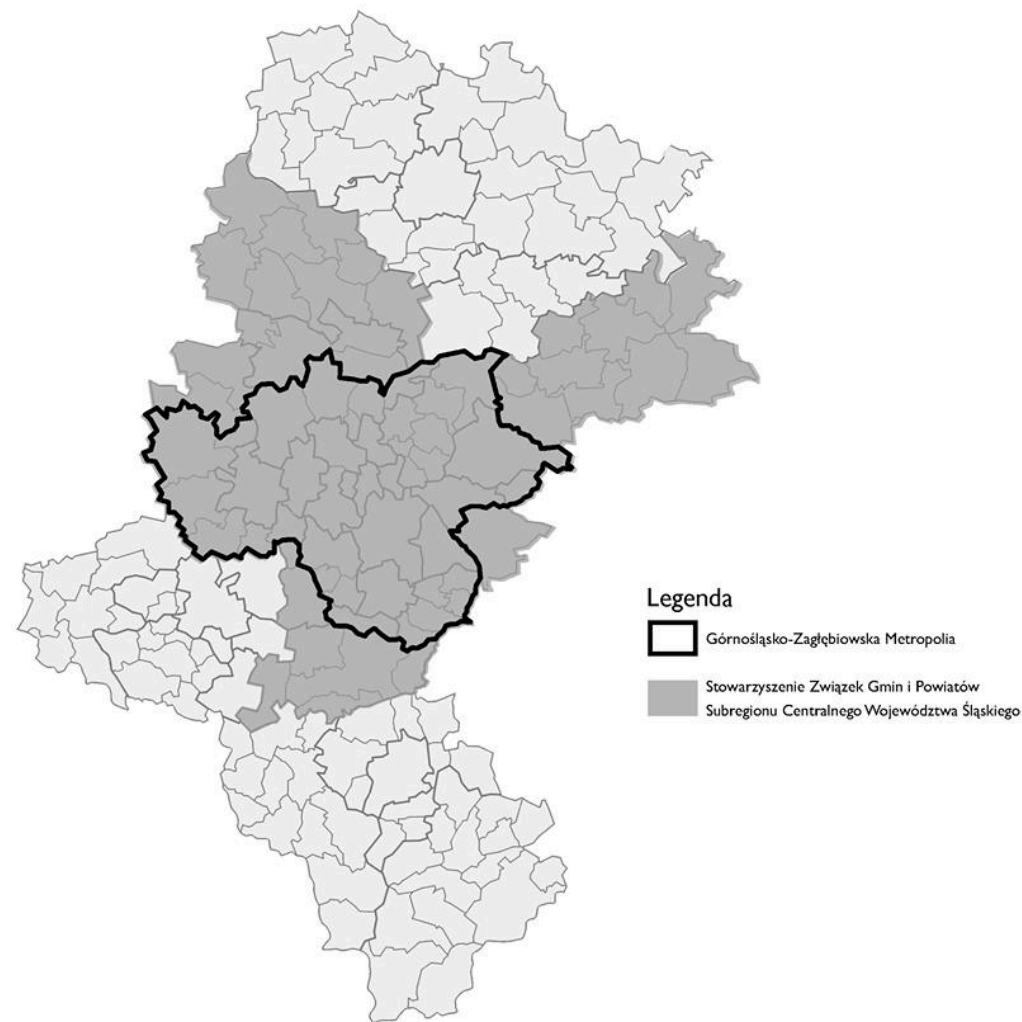 Legenda
Górnośląsko-Zagłębiowska Metropolia
Stowarzyszenie Związek Gmin i Powiatów
Subregionu Centralnego Województwa Śląskiego